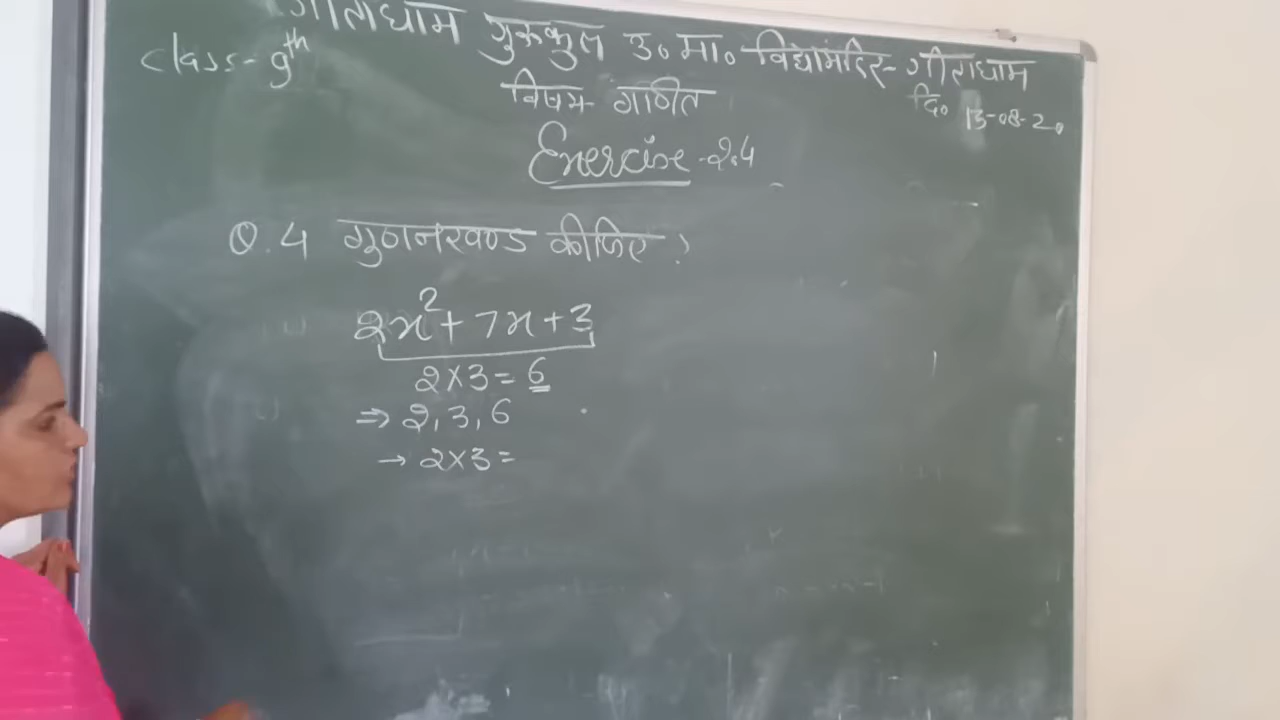 गीताधाम गुरुकुल उ० मा० विद्यामंदिर - गीताधाम
class - 9th
विषय - गणित
दि० 13-08-20
Exercise - 2.4
Q. 4 गुणनखण्ड कीजिए ?
2x² + 7x + 3
2×3 = 6
⇒ 2, 3, 6
→ 2×3 =